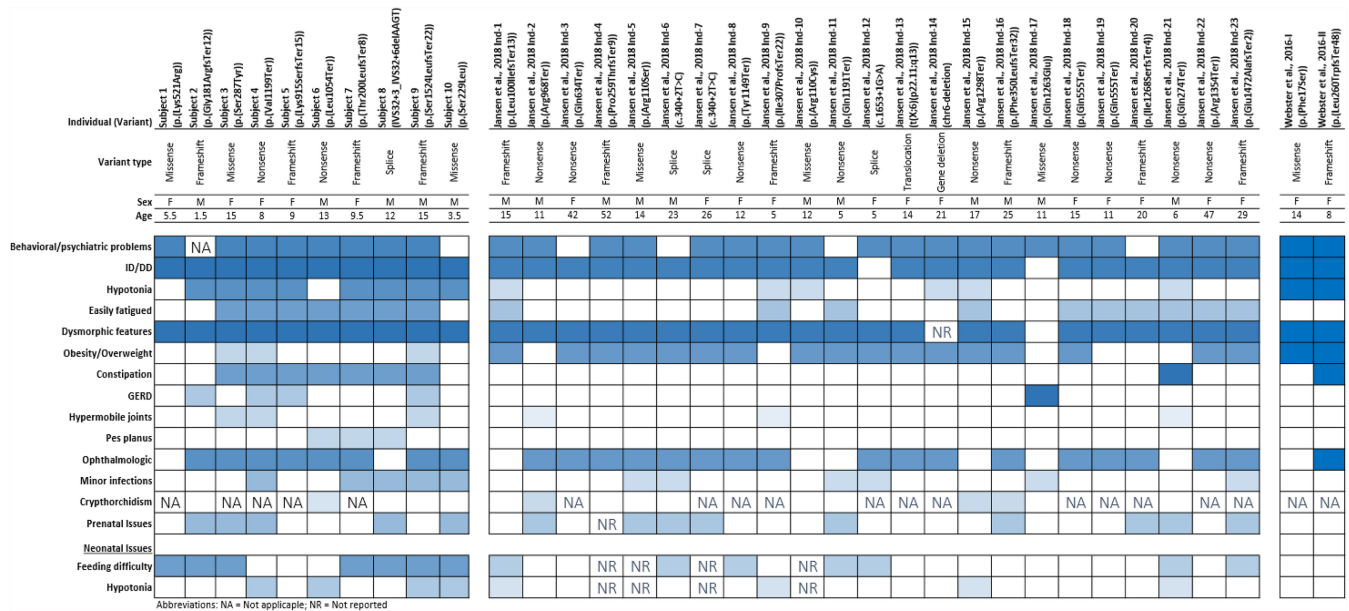 Individual (Variant)
Subject 1 (p.(Lys521Arg))
Subject 2 (p.(Gly181ArgfsTer12))
Subject 3 (p.(Ser287Tyr))
Subject 4 (p.(Val1199Ter))
Subject 5 (p.(Lys915SerfsTer15))
Subject 6 (p.(Leu1054Ter))
Subject 7 (p.(Thr200LeufsTer8))
Subject 8 (IVS32+3_IVS32+6delAAGT)
Subject 9 (p.(Ser1524LeufsTer22))
Subject 10 (p.(Ser229Leu))
Jansen et al., 2018 Ind-1 (p.(Leu100IlefsTer13))
Jansen et al., 2018 Ind-2 (p.(Arg968Ter))
Jansen et al., 2018 Ind-3 (p.(Gln634Ter))
Jansen et al., 2018 Ind-4 (p.(Pro259ThrfsTer9))
Jansen et al., 2018 Ind-5 (p.(Arg110Ser))
Jansen et al., 2018 Ind-6 (c.340+2T>C)
Jansen et al., 2018 Ind-7 (c.340+2T>C)
Jansen et al., 2018 Ind-8 (p.(Tyr1149Ter))
Jansen et al., 2018 Ind-9 (p.(Ile307ProfsTer22))
Jansen et al., 2018 Ind-10 (p.(Arg110Cys))
Jansen et al., 2018 Ind-11 (p.(Gln1191Ter))
Jansen et al., 2018 Ind-12 (c.1653+1G>A)
Jansen et al., 2018 Ind-13 (t(X;6)(p22.11;q13))
Jansen et al., 2018 Ind-14 (chr6-deletion)
Jansen et al., 2018 Ind-15 (p.(Arg1298Ter))
Jansen et al., 2018 Ind-16 (p.(Phe350LeufsTer32))
Jansen et al., 2018 Ind-17 (p.(Gln1263Glu))
Jansen et al., 2018 Ind-18 (p.(Gln555Ter))
Jansen et al., 2018 Ind-19 (p.(Gln555Ter))
Jansen et al., 2018 Ind-20 (p.(Ile1268SerfsTer4))
Jansen et al., 2018 Ind-21 (p.(Gln274Ter))
Jansen et al., 2018 Ind-22 (p.(Arg1354Ter))
Jansen et al., 2018 Ind-23 (p.(Glu1472AlafsTer2))
Webster et al., 2016-I (p.(Phe175Ser))
Webster et al., 2016-II (p.(Leu260TrpfsTer48))
Variant type Missense Frameshift Missense Nonsense Frameshift Nonsense Frameshift Splice Frameshift Missense Frameshift Nonsense Nonsense Frameshift Missense Splice Splice Nonsense Frameshift Missense Nonsense Splice Translocation Gene deletion Nonsense Frameshift Missense Nonsense Nonsense Frameshift Nonsense Nonsense Frameshift Missense Frameshift
Sex F M F F F M F M M M M M F M M M F F F M M F F F M M M F F F M F F F F
Age 5.5 1.5 15 8 9 13 9.5 12 15 3.5 15 11 42 52 14 23 26 12 5 12 5 5 14 21 17 25 11 15 11 20 6 47 29 14 8
Behavioral/psychiatric problems NA
ID/DD
Hypotonia
Easily fatigued
Dysmorphic features NR
Obesity/Overweight
Constipation
GERD
Hypermobile joints
Pes planus
Ophthalmologic
Minor infections
Crypthorchidism NA NA NA NA NA NA NA NA NA NA NA NA NA NA NA NA NA NA NA
Prenatal Issues NR
Neonatal Issues
Feeding difficulty NR NR NR NR
Hypotonia NR NR NR NR
Abbreviations: NA = Not applicable; NR = Not reported